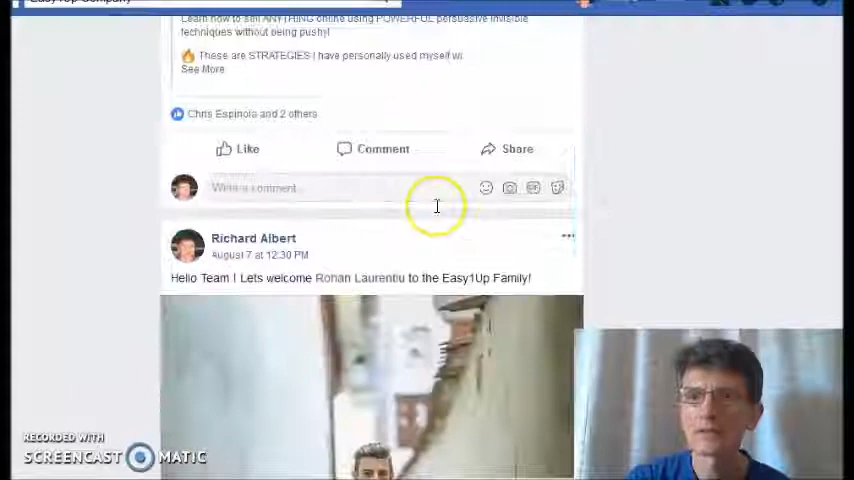 Easy1Up Company
Learn how to sell ANYTHING online using POWERFUL persuasive invisible
techniques without being pushy!
These are STRATEGIES I have personally used myself wi
See More
Chris Espinola and 2 others
Like Comment Share
Write a comment...
GIF
Richard Albert
August 7 at 12:30 PM
Hello Team ! Lets welcome Rohan Laurentiu to the Easy1Up Family!
RECORDED WITH
SCREENCAST MATIC